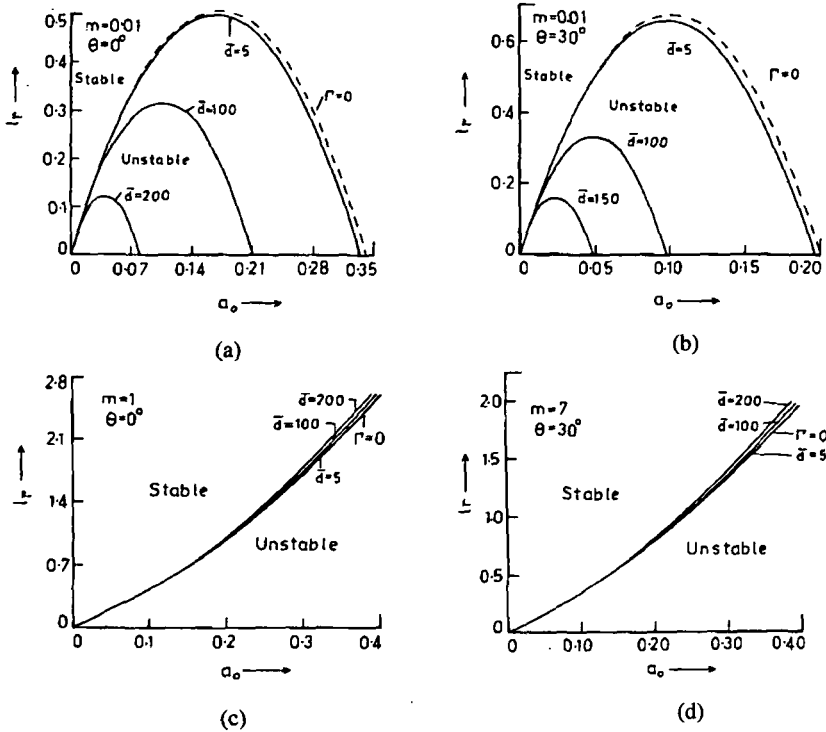 m=0·01
θ=0°
0·5
0·4
0·3
0·2
0·1
0
lr
Stable
Unstable
d̄=5
Γ=0
d̄=100
d̄=200
0 0·07 0·14 0·21 0·28 0·35
a₀
(a)
m=0·01
θ=30°
0·6
0·4
0·2
0
lr
Stable
Unstable
d̄=5
Γ=0
d̄=100
d̄=150
0 0·05 0·10 0·15 0·20
a₀
(b)
m=1
θ=0°
2·8
2·1
1·4
0·7
0
lr
Stable
Unstable
d̄=200
d̄=100
Γ=0
d̄=5
0 0·1 0·2 0·3 0·4
a₀
(c)
m=7
θ=30°
2·0
1·5
1·0
0·5
0
lr
Stable
Unstable
d̄=200
d̄=100
Γ=0
d̄=5
0 0·10 0·20 0·30 0·40
a₀
(d)